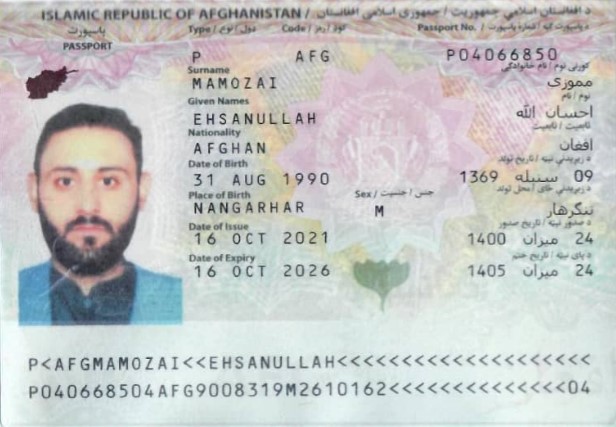 ISLAMIC REPUBLIC OF AFGHANISTAN / د افغانستان اسلامي جمهوریت / جمهوری اسلامی افغانستان
پاسپورت
PASSPORT
Type / نوع / ډول Code / کود / رمز Passport No. / د پاسپورت ګڼه / شماره پاسپورت
P AFG P04066850
Surname کورنی نوم / نام خانوادگی
MAMOZAI مموزی
Given Names نوم / نام
EHSANULLAH احسان الله
Nationality تابعیت / تابعیت
AFGHAN افغان
Date of Birth د زیږیدنې نېټه / تاریخ تولد
31 AUG 1990 09 سنبله 1369
Place of Birth Sex / جنس / جنسیت د زیږیدنې ځای / محل تولد
NANGARHAR M ننگرهار
Date of Issue د صدور نېټه / تاریخ صدور
16 OCT 2021 24 میزان 1400
Date of Expiry د پای نېټه / تاریخ ختم
16 OCT 2026 24 میزان 1405
P<AFGMAMOZAI<<EHSANULLAH<<<<<<<<<<<<<<<<<<<<
P040668504AFG9008319M2610162<<<<<<<<<<<<<<04